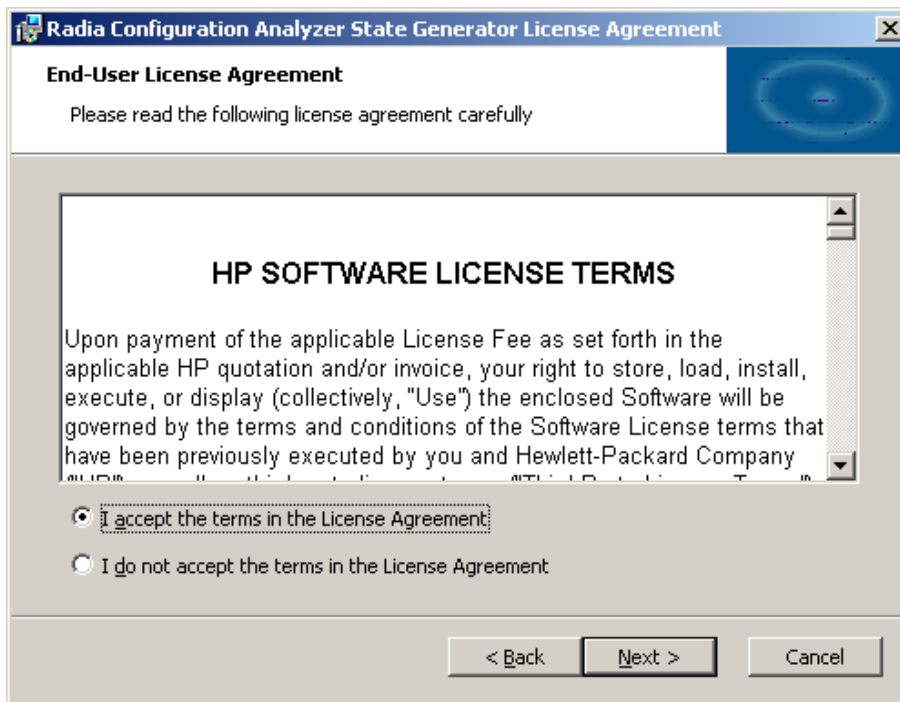 Radia Configuration Analyzer State Generator License Agreement
End-User License Agreement
Please read the following license agreement carefully
HP SOFTWARE LICENSE TERMS
Upon payment of the applicable License Fee as set forth in the
applicable HP quotation and/or invoice, your right to store, load, install,
execute, or display (collectively, "Use") the enclosed Software will be
governed by the terms and conditions of the Software License terms that
have been previously executed by you and Hewlett-Packard Company
I accept the terms in the License Agreement
I do not accept the terms in the License Agreement
< Back
Next >
Cancel